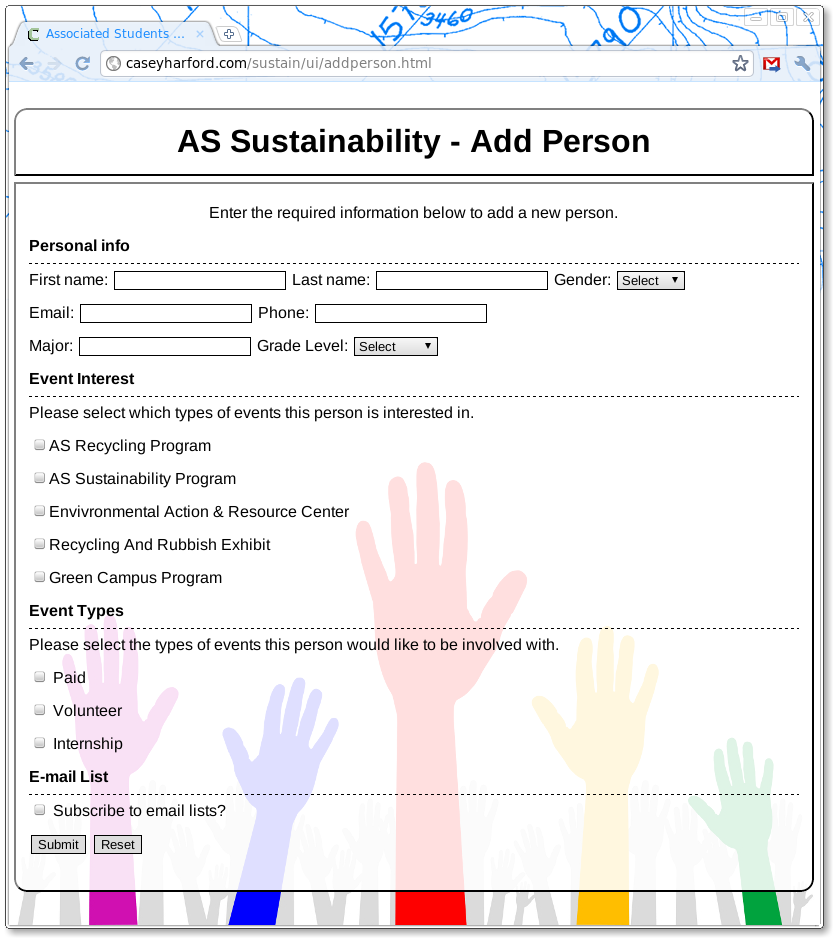 1517
3460
790
Associated Students ...
caseyharford.com/sustain/ui/addperson.html
AS Sustainability - Add Person
Enter the required information below to add a new person.
Personal info
First name: Last name: Gender: Select
Email: Phone:
Major: Grade Level: Select
Event Interest
Please select which types of events this person is interested in.
AS Recycling Program
AS Sustainability Program
Envivronmental Action & Resource Center
Recycling And Rubbish Exhibit
Green Campus Program
Event Types
Please select the types of events this person would like to be involved with.
Paid
Volunteer
Internship
E-mail List
Subscribe to email lists?
Submit Reset